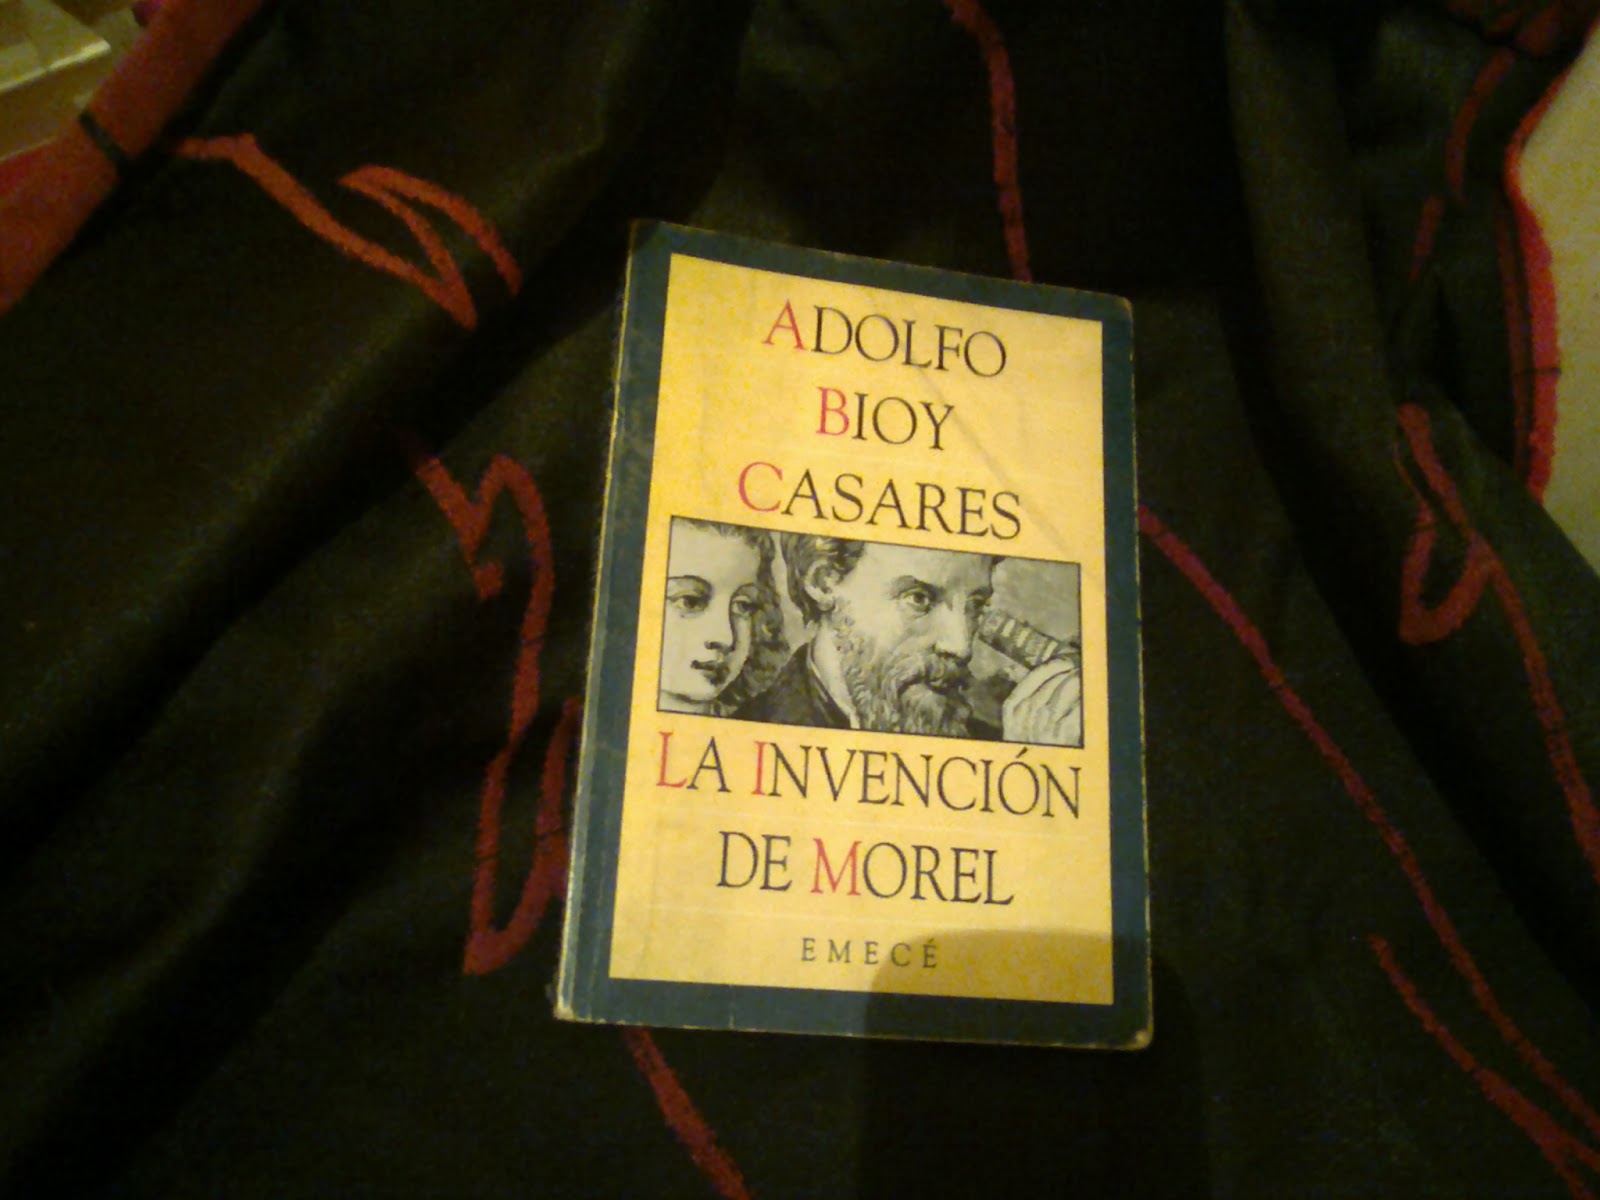 ADOLFO
BIOY
CASARES
LA INVENCIÓN
DE MOREL
EMECÉ